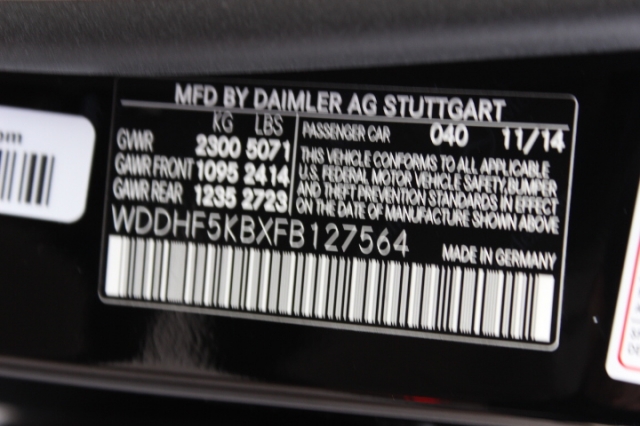 MFD BY DAIMLER AG STUTTGART
KG LBS
GVWR 2300 5071
GAWR FRONT 1095 2414
GAWR REAR 1235 2723
PASSENGER CAR 040 11/14
THIS VEHICLE CONFORMS TO ALL APPLICABLE
U.S. FEDERAL MOTOR VEHICLE SAFETY, BUMPER
AND THEFT PREVENTION STANDARDS IN EFFECT
ON THE DATE OF MANUFACTURE SHOWN ABOVE
WDDHF5KBXFB127564
MADE IN GERMANY